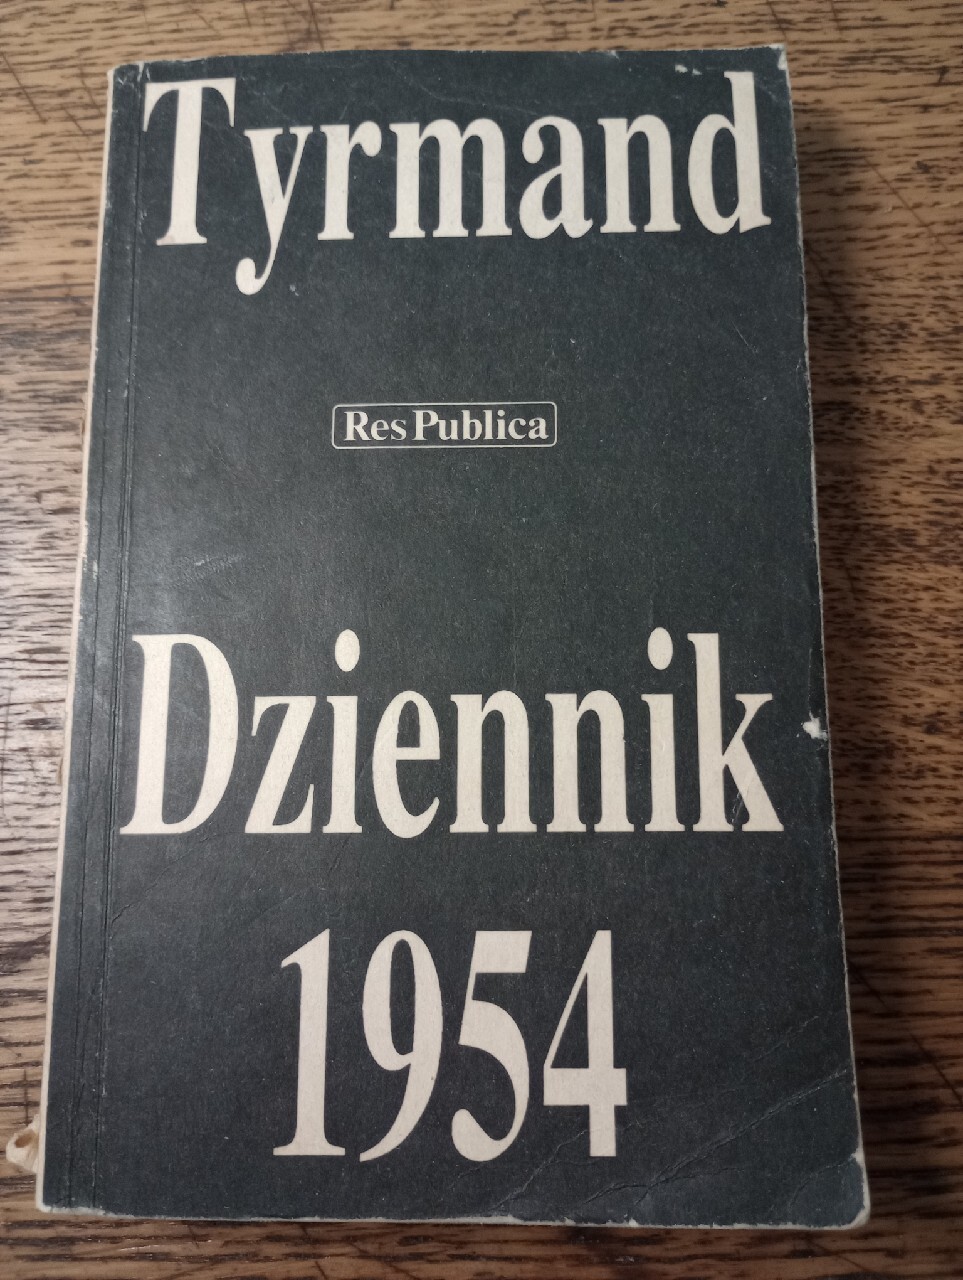 Tyrmand
Res Publica
Dziennik
1954